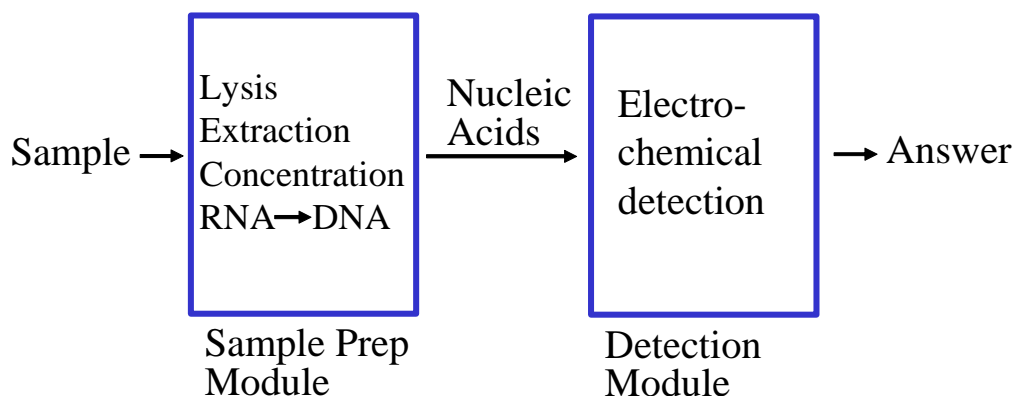 Sample
Lysis
Extraction
Concentration
RNA→DNA
Sample Prep
Module
Nucleic
Acids
Electro-
chemical
detection
Detection
Module
Answer